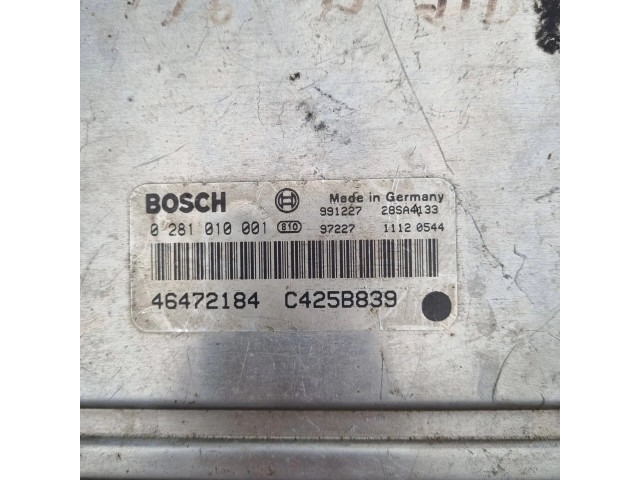 BOSCH Made in Germany
991227 28SA4133
0 281 010 001 810 97227 1112 0544
46472184 C425B839